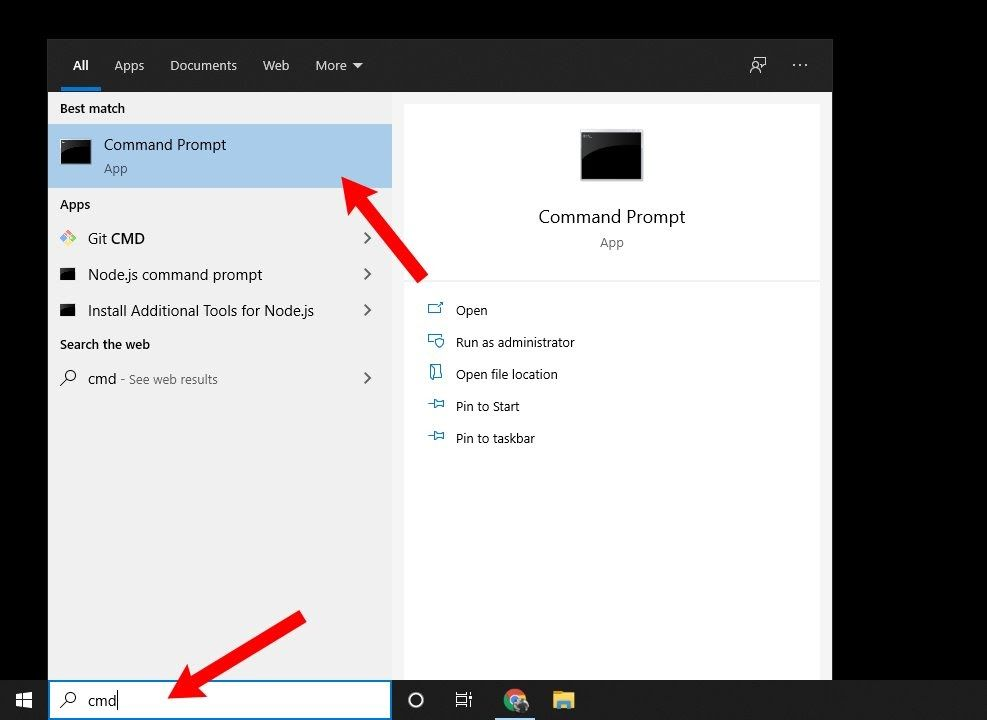 All Apps Documents Web More
Best match
Command Prompt
App
Apps
Git CMD
Node.js command prompt
Install Additional Tools for Node.js
Search the web
cmd - See web results
Command Prompt
App
Open
Run as administrator
Open file location
Pin to Start
Pin to taskbar
cmd